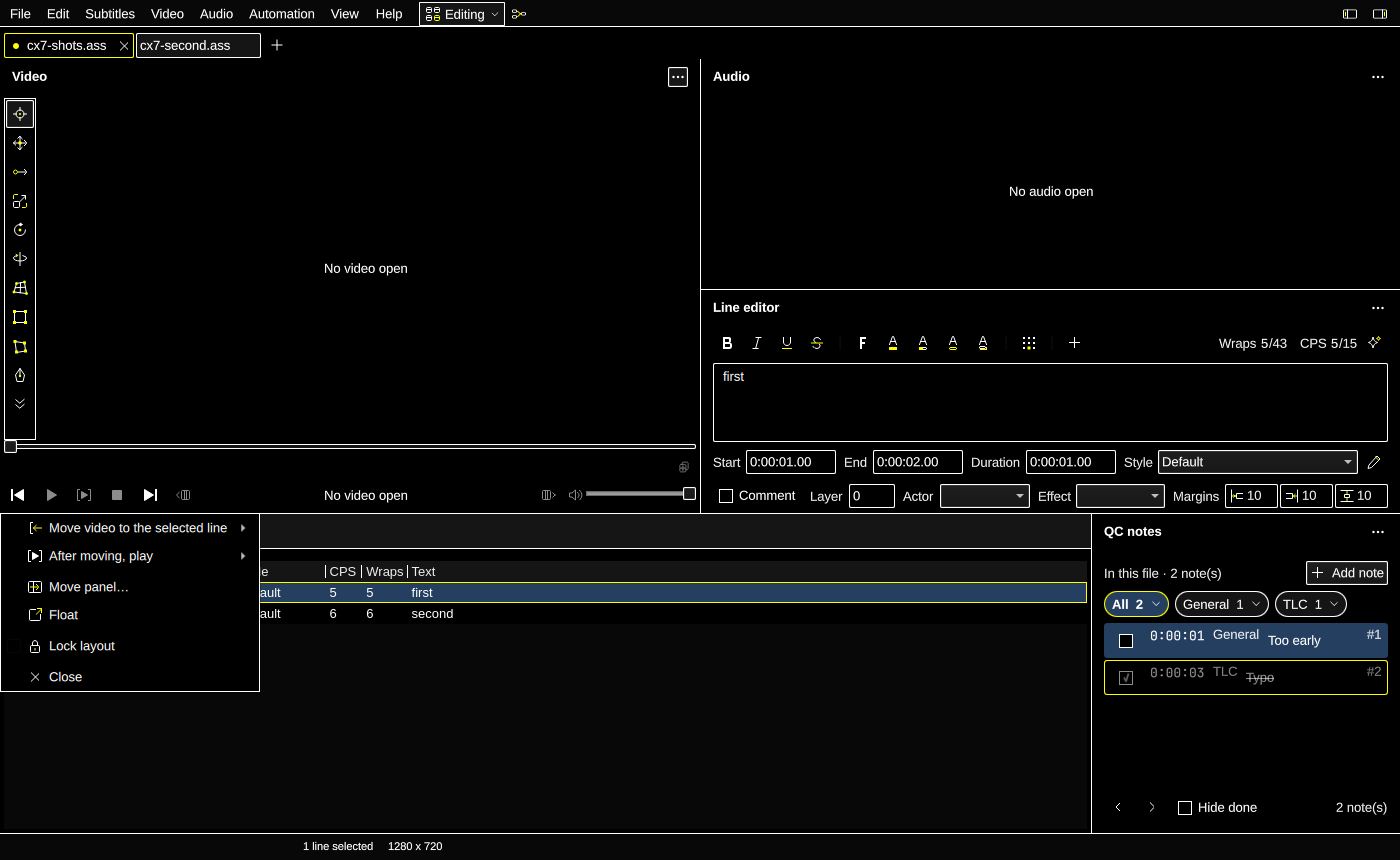 File Edit Subtitles Video Audio Automation View Help Editing
cx7-shots.ass cx7-second.ass
Video
Audio
No video open
No audio open
Line editor
B I U S F A A A A Wraps 5/43 CPS 5/15
first
Start 0:00:01.00 End 0:00:02.00 Duration 0:00:01.00 Style Default
No video open
Comment Layer 0 Actor Effect Margins 10 10 10
Move video to the selected line
After moving, play
Move panel…
Float
Lock layout
Close
e CPS Wraps Text
ault 5 5 first
ault 6 6 second
QC notes
In this file · 2 note(s) Add note
All 2 General 1 TLC 1
0:00:01 General Too early #1
0:00:03 TLC Typo #2
Hide done 2 note(s)
1 line selected 1280 x 720